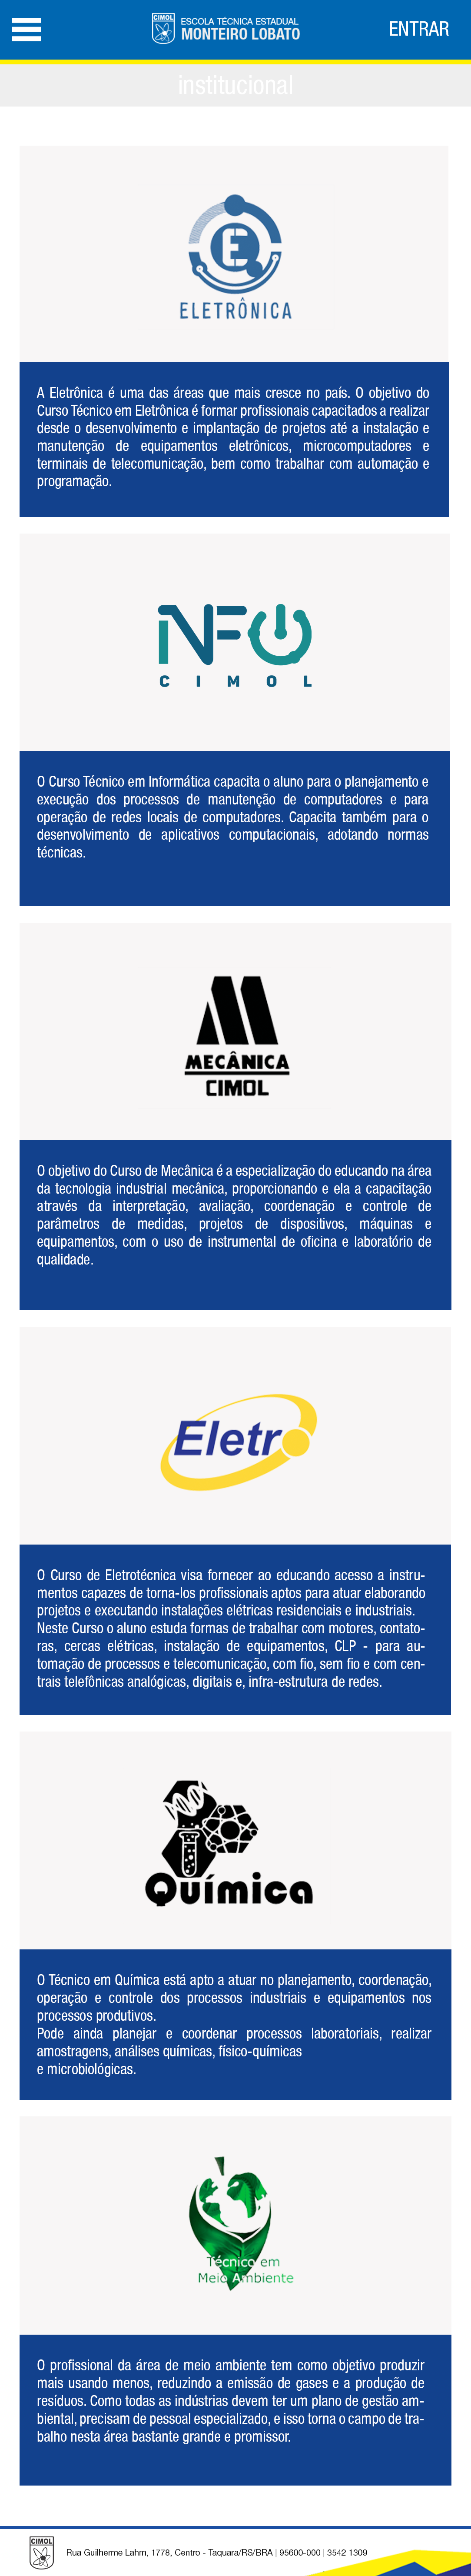 CIMOL
ESCOLA TÉCNICA ESTADUAL
MONTEIRO LOBATO
ENTRAR
institucional
E
ELETRÔNICA
A Eletrônica é uma das áreas que mais cresce no país. O objetivo do
Curso Técnico em Eletrônica é formar profissionais capacitados a realizar
desde o desenvolvimento e implantação de projetos até a instalação e
manutenção de equipamentos eletrônicos, microcomputadores e
terminais de telecomunicação, bem como trabalhar com automação e
programação.
INFO
CIMOL
O Curso Técnico em Informática capacita o aluno para o planejamento e
execução dos processos de manutenção de computadores e para
operação de redes locais de computadores. Capacita também para o
desenvolvimento de aplicativos computacionais, adotando normas
técnicas.
MECÂNICA
CIMOL
O objetivo do Curso de Mecânica é a especialização do educando na área
da tecnologia industrial mecânica, proporcionando e ela a capacitação
através da interpretação, avaliação, coordenação e controle de
parâmetros de medidas, projetos de dispositivos, máquinas e
equipamentos, com o uso de instrumental de oficina e laboratório de
qualidade.
Eletro
O Curso de Eletrotécnica visa fornecer ao educando acesso a instru-
mentos capazes de torna-los profissionais aptos para atuar elaborando
projetos e executando instalações elétricas residenciais e industriais.
Neste Curso o aluno estuda formas de trabalhar com motores, contato-
ras, cercas elétricas, instalação de equipamentos, CLP - para au-
tomação de processos e telecomunicação, com fio, sem fio e com cen-
trais telefônicas analógicas, digitais e, infra-estrutura de redes.
Química
O Técnico em Química está apto a atuar no planejamento, coordenação,
operação e controle dos processos industriais e equipamentos nos
processos produtivos.
Pode ainda planejar e coordenar processos laboratoriais, realizar
amostragens, análises químicas, físico-químicas
e microbiológicas.
Técnico em
Meio Ambiente
O profissional da área de meio ambiente tem como objetivo produzir
mais usando menos, reduzindo a emissão de gases e a produção de
resíduos. Como todas as indústrias devem ter um plano de gestão am-
biental, precisam de pessoal especializado, e isso torna o campo de tra-
balho nesta área bastante grande e promissor.
CIMOL
Rua Guilherme Lahm, 1778, Centro - Taquara/RS/BRA | 95600-000 | 3542 1309